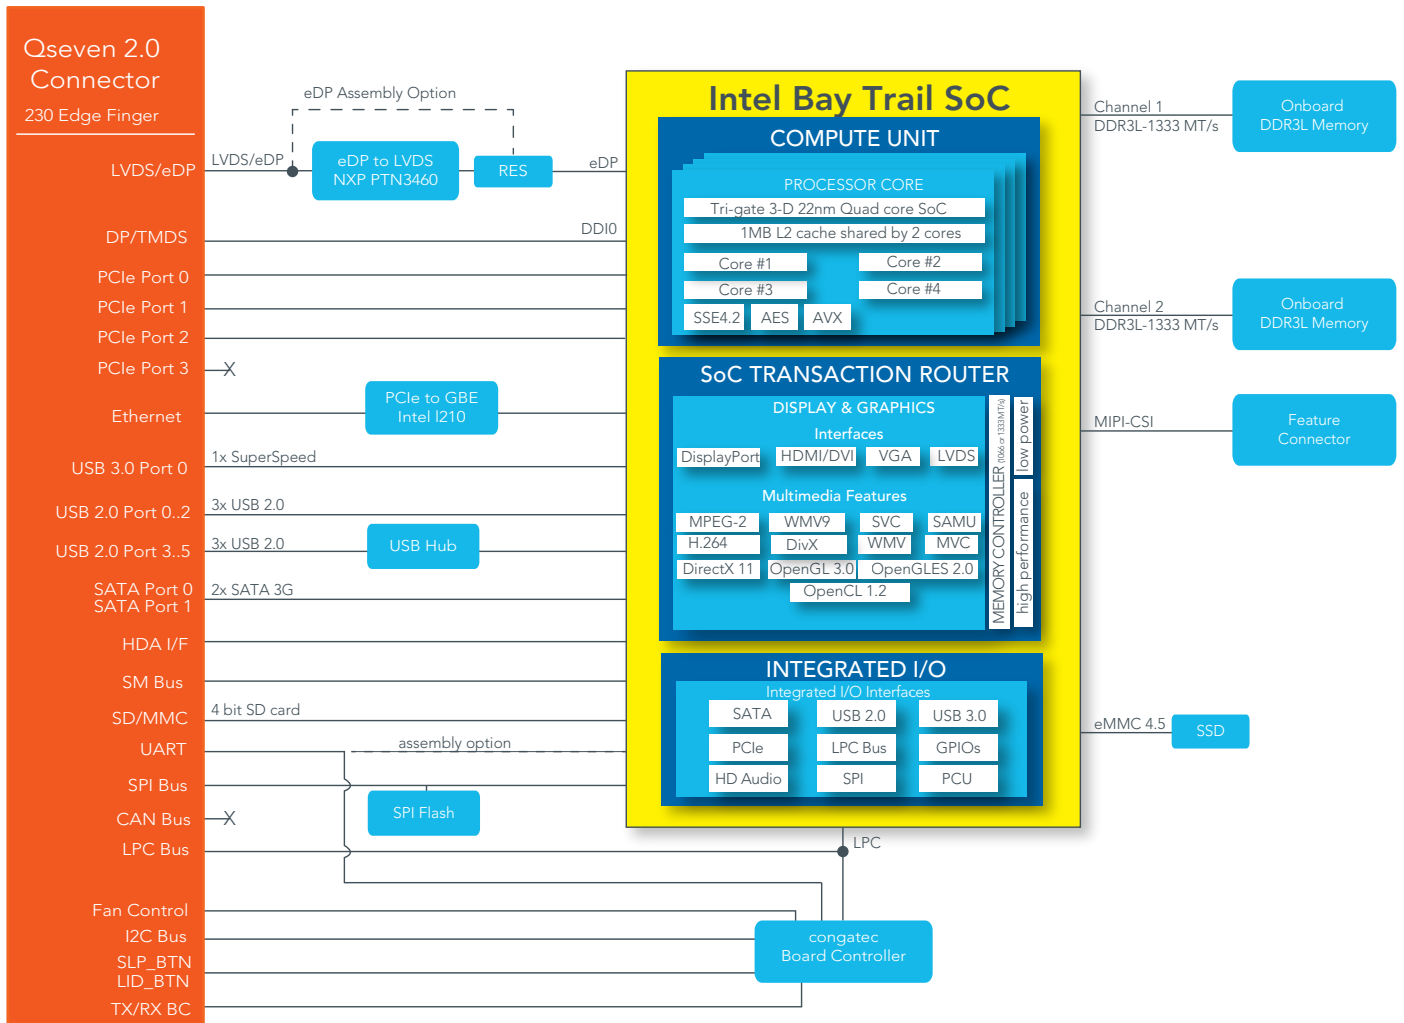 Qseven 2.0
Connector
230 Edge Finger
LVDS/eDP
DP/TMDS
PCIe Port 0
PCIe Port 1
PCIe Port 2
PCIe Port 3
Ethernet
USB 3.0 Port 0
USB 2.0 Port 0..2
USB 2.0 Port 3..5
SATA Port 0
SATA Port 1
HDA I/F
SM Bus
SD/MMC
UART
SPI Bus
CAN Bus
LPC Bus
Fan Control
I2C Bus
SLP_BTN
LID_BTN
TX/RX BC
eDP Assembly Option
LVDS/eDP
eDP to LVDS
NXP PTN3460
RES
eDP
DDI0
X
PCIe to GBE
Intel I210
1x SuperSpeed
3x USB 2.0
3x USB 2.0
USB Hub
2x SATA 3G
4 bit SD card
assembly option
SPI Flash
X
Intel Bay Trail SoC
COMPUTE UNIT
PROCESSOR CORE
Tri-gate 3-D 22nm Quad core SoC
1MB L2 cache shared by 2 cores
Core #1
Core #2
Core #3
Core #4
SSE4.2
AES
AVX
SoC TRANSACTION ROUTER
DISPLAY & GRAPHICS
Interfaces
DisplayPort
HDMI/DVI
VGA
LVDS
Multimedia Features
MPEG-2
WMV9
SVC
SAMU
H.264
DivX
WMV
MVC
DirectX 11
OpenGL 3.0
OpenGLES 2.0
OpenCL 1.2
MEMORY CONTROLLER (1066 or 1333MT/s)
low power
high performance
INTEGRATED I/O
Integrated I/O Interfaces
SATA
USB 2.0
USB 3.0
PCIe
LPC Bus
GPIOs
HD Audio
SPI
PCU
LPC
congatec
Board Controller
Channel 1
DDR3L-1333 MT/s
Onboard
DDR3L Memory
Channel 2
DDR3L-1333 MT/s
Onboard
DDR3L Memory
MIPI-CSI
Feature
Connector
eMMC 4.5
SSD